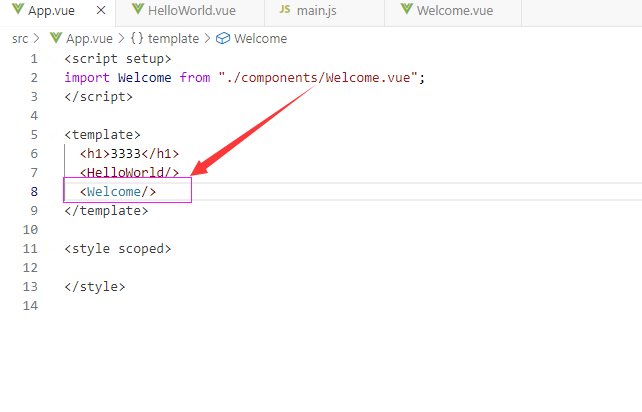 App.vue × HelloWorld.vue JS main.js Welcome.vue
src > App.vue > {} template > Welcome
1 <script setup>
2 import Welcome from "./components/Welcome.vue";
3 </script>
4
5 <template>
6 <h1>3333</h1>
7 <HelloWorld/>
8 <Welcome/>
9 </template>
10
11 <style scoped>
12
13 </style>
14